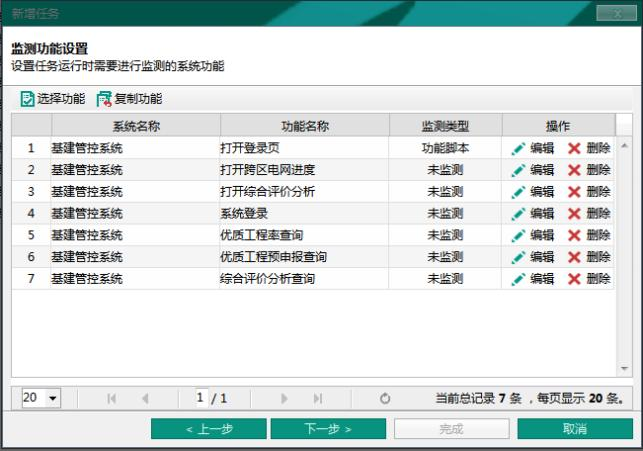 新增任务
监测功能设置
设置任务运行时需要进行监测的系统功能
选择功能 复制功能
系统名称 功能名称 监测类型 操作
1 基建管控系统 打开登录页 功能脚本 编辑 删除
2 基建管控系统 打开跨区电网进度 未监测 编辑 删除
3 基建管控系统 打开综合评价分析 未监测 编辑 删除
4 基建管控系统 系统登录 未监测 编辑 删除
5 基建管控系统 优质工程率查询 未监测 编辑 删除
6 基建管控系统 优质工程预申报查询 未监测 编辑 删除
7 基建管控系统 综合评价分析查询 未监测 编辑 删除
20 1 / 1 当前总记录 7 条 ，每页显示 20 条。
< 上一步 下一步 > 完成 取消